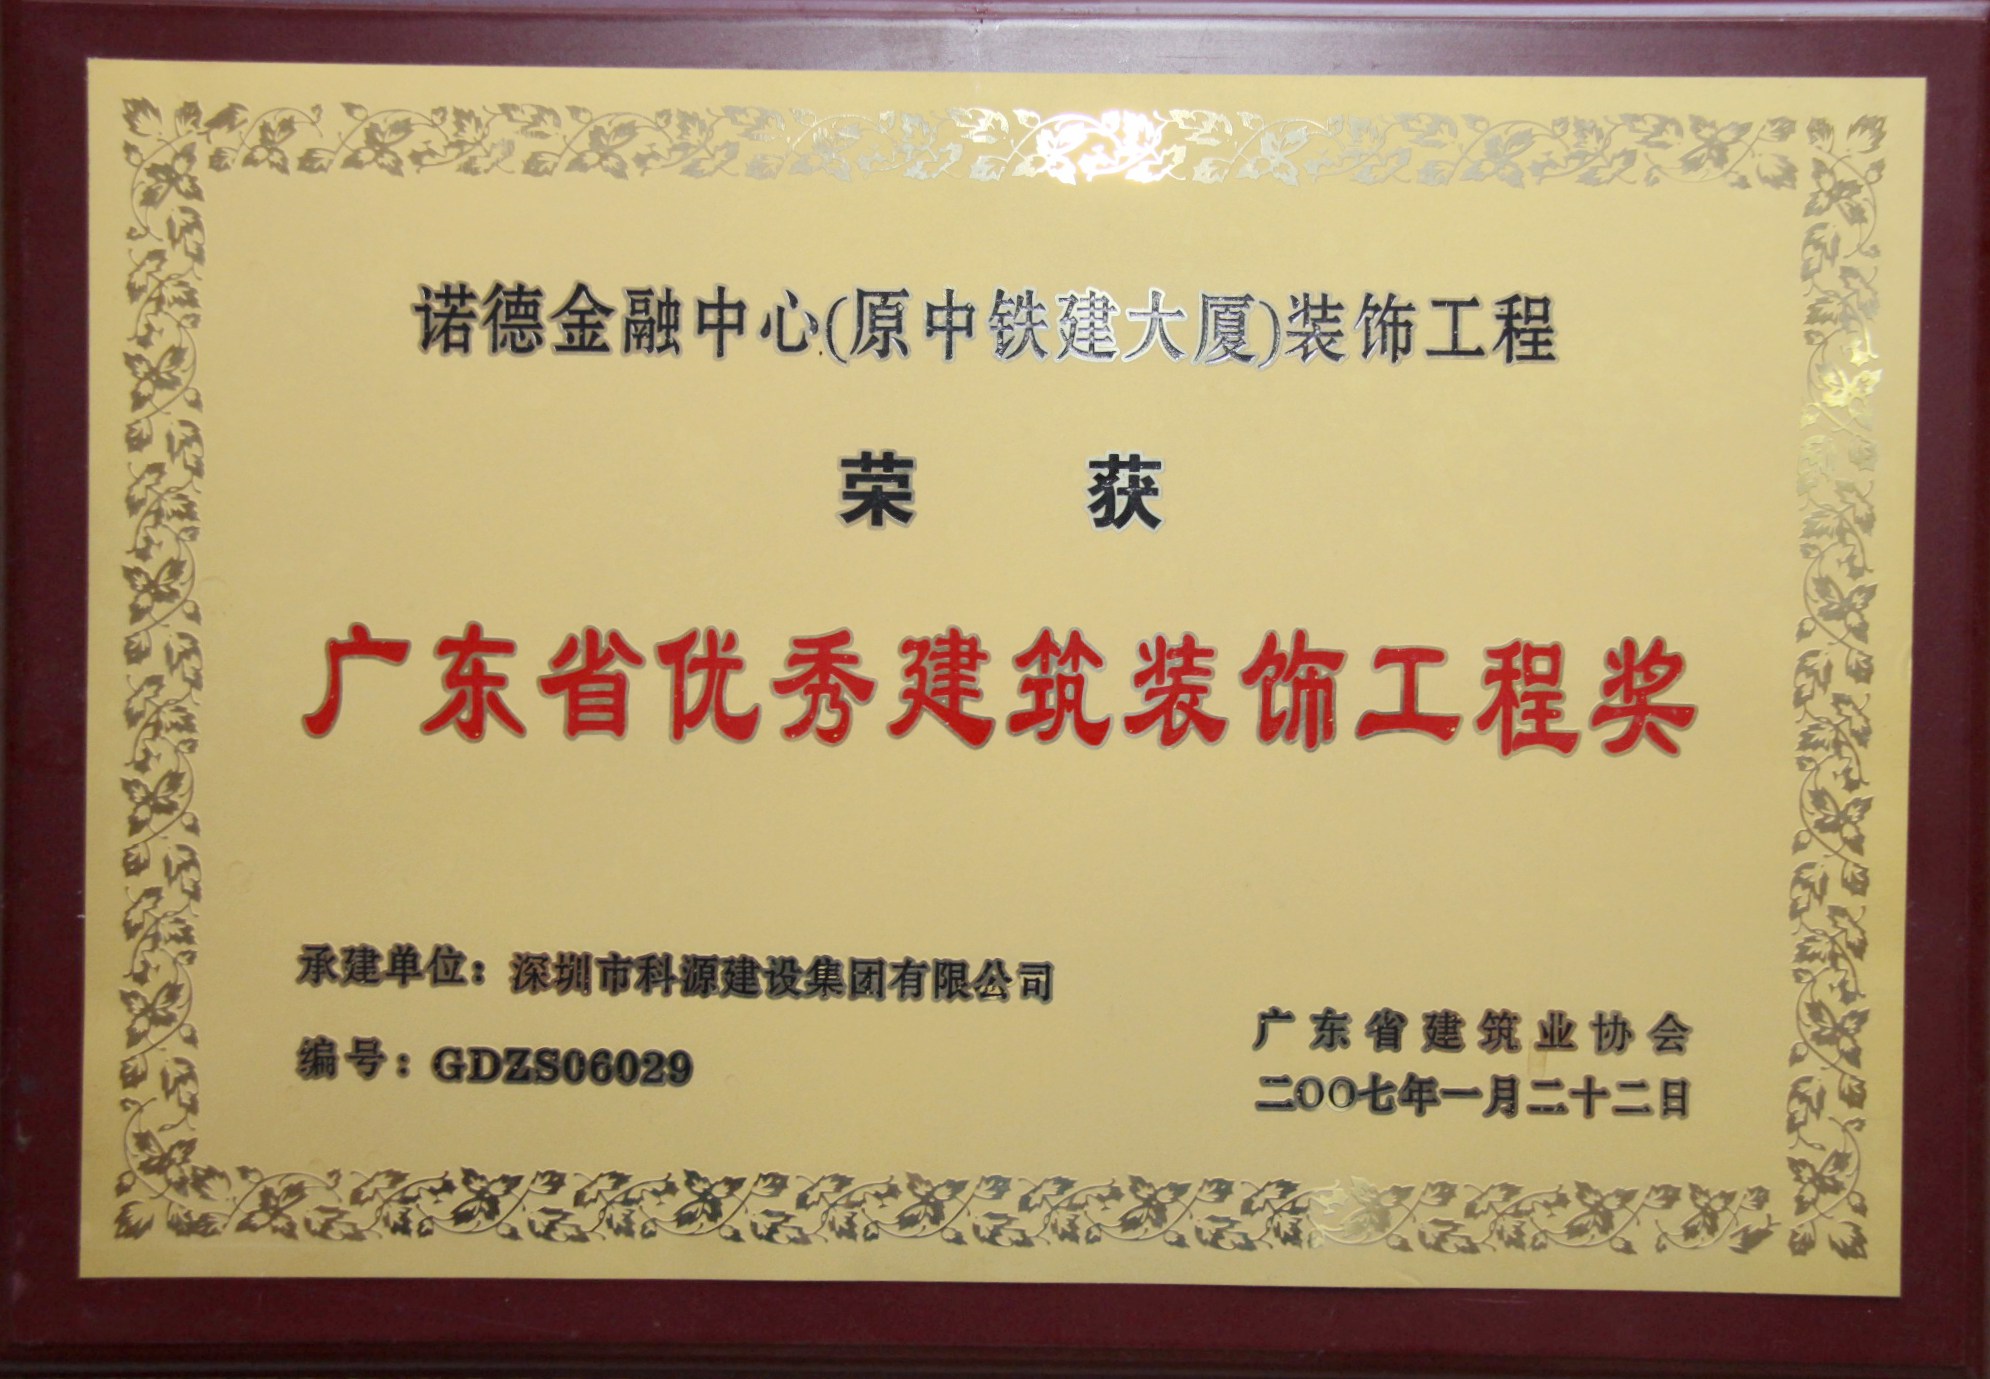 诺德金融中心(原中铁建大厦)装饰工程
荣 获
广东省优秀建筑装饰工程奖
承建单位：深圳市科源建设集团有限公司
编号：GDZS06029
广东省建筑业协会
二〇〇七年一月二十二日